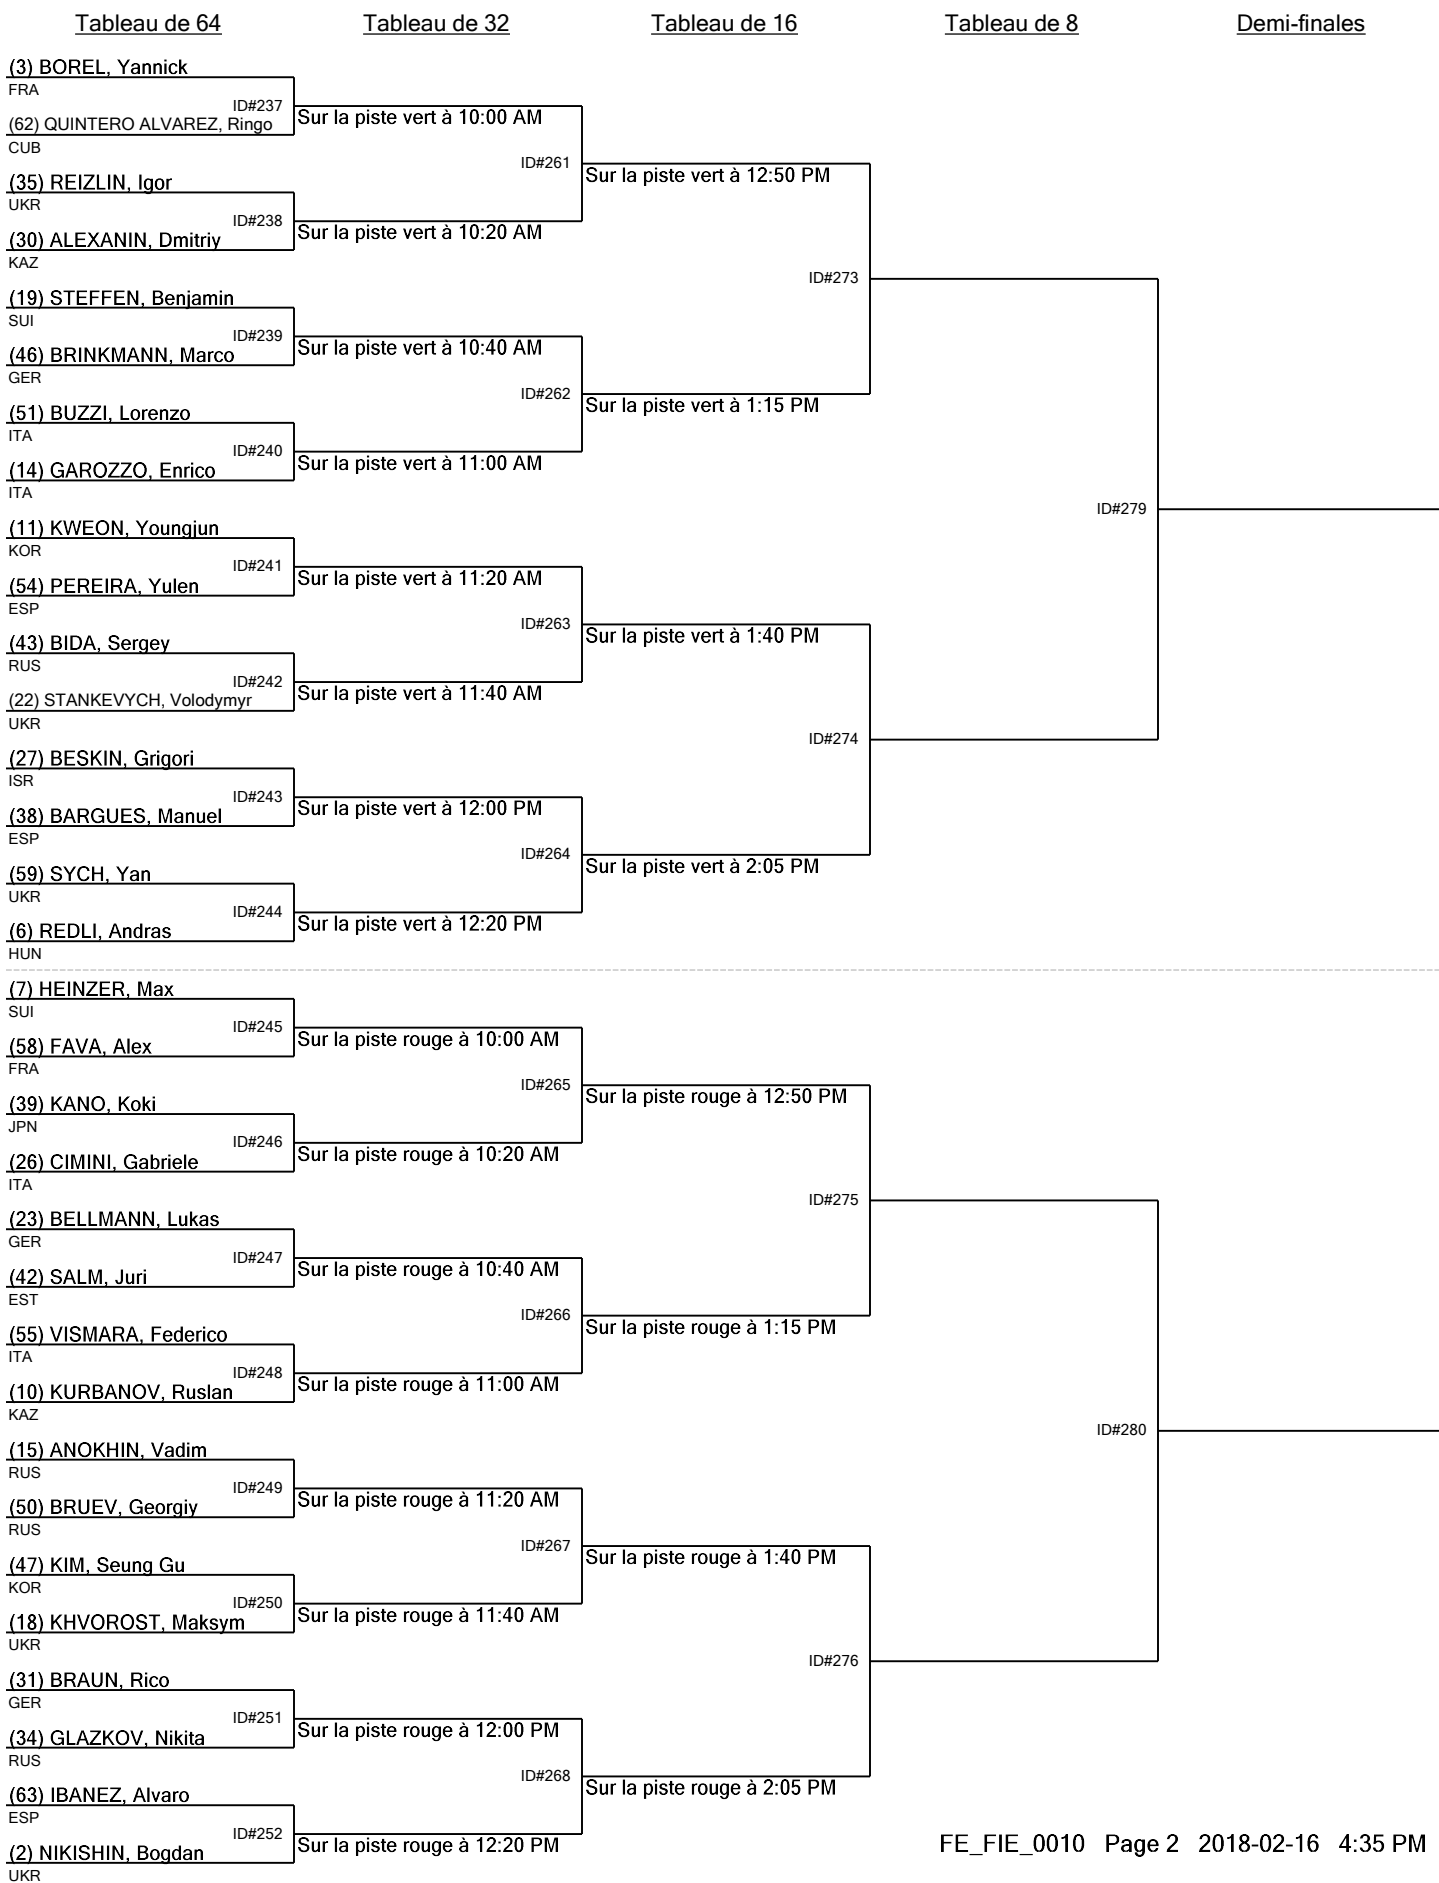 Tableau de 64 Tableau de 32 Tableau de 16 Tableau de 8 Demi-finales
(3) BOREL, Yannick
FRA
ID#237
Sur la piste vert à 10:00 AM
(62) QUINTERO ALVAREZ, Ringo
CUB
ID#261
Sur la piste vert à 12:50 PM
(35) REIZLIN, Igor
UKR
ID#238
Sur la piste vert à 10:20 AM
(30) ALEXANIN, Dmitriy
KAZ
ID#273
(19) STEFFEN, Benjamin
SUI
ID#239
Sur la piste vert à 10:40 AM
(46) BRINKMANN, Marco
GER
ID#262
Sur la piste vert à 1:15 PM
(51) BUZZI, Lorenzo
ITA
ID#240
Sur la piste vert à 11:00 AM
(14) GAROZZO, Enrico
ITA
ID#279
(11) KWEON, Youngjun
KOR
ID#241
Sur la piste vert à 11:20 AM
(54) PEREIRA, Yulen
ESP
ID#263
Sur la piste vert à 1:40 PM
(43) BIDA, Sergey
RUS
ID#242
Sur la piste vert à 11:40 AM
(22) STANKEVYCH, Volodymyr
UKR
ID#274
(27) BESKIN, Grigori
ISR
ID#243
Sur la piste vert à 12:00 PM
(38) BARGUES, Manuel
ESP
ID#264
Sur la piste vert à 2:05 PM
(59) SYCH, Yan
UKR
ID#244
Sur la piste vert à 12:20 PM
(6) REDLI, Andras
HUN
(7) HEINZER, Max
SUI
ID#245
Sur la piste rouge à 10:00 AM
(58) FAVA, Alex
FRA
ID#265
Sur la piste rouge à 12:50 PM
(39) KANO, Koki
JPN
ID#246
Sur la piste rouge à 10:20 AM
(26) CIMINI, Gabriele
ITA
ID#275
(23) BELLMANN, Lukas
GER
ID#247
Sur la piste rouge à 10:40 AM
(42) SALM, Juri
EST
ID#266
Sur la piste rouge à 1:15 PM
(55) VISMARA, Federico
ITA
ID#248
Sur la piste rouge à 11:00 AM
(10) KURBANOV, Ruslan
KAZ
ID#280
(15) ANOKHIN, Vadim
RUS
ID#249
Sur la piste rouge à 11:20 AM
(50) BRUEV, Georgiy
RUS
ID#267
Sur la piste rouge à 1:40 PM
(47) KIM, Seung Gu
KOR
ID#250
Sur la piste rouge à 11:40 AM
(18) KHVOROST, Maksym
UKR
ID#276
(31) BRAUN, Rico
GER
ID#251
Sur la piste rouge à 12:00 PM
(34) GLAZKOV, Nikita
RUS
ID#268
Sur la piste rouge à 2:05 PM
(63) IBANEZ, Alvaro
ESP
ID#252
Sur la piste rouge à 12:20 PM
(2) NIKISHIN, Bogdan
UKR
FE_FIE_0010 Page 2 2018-02-16 4:35 PM